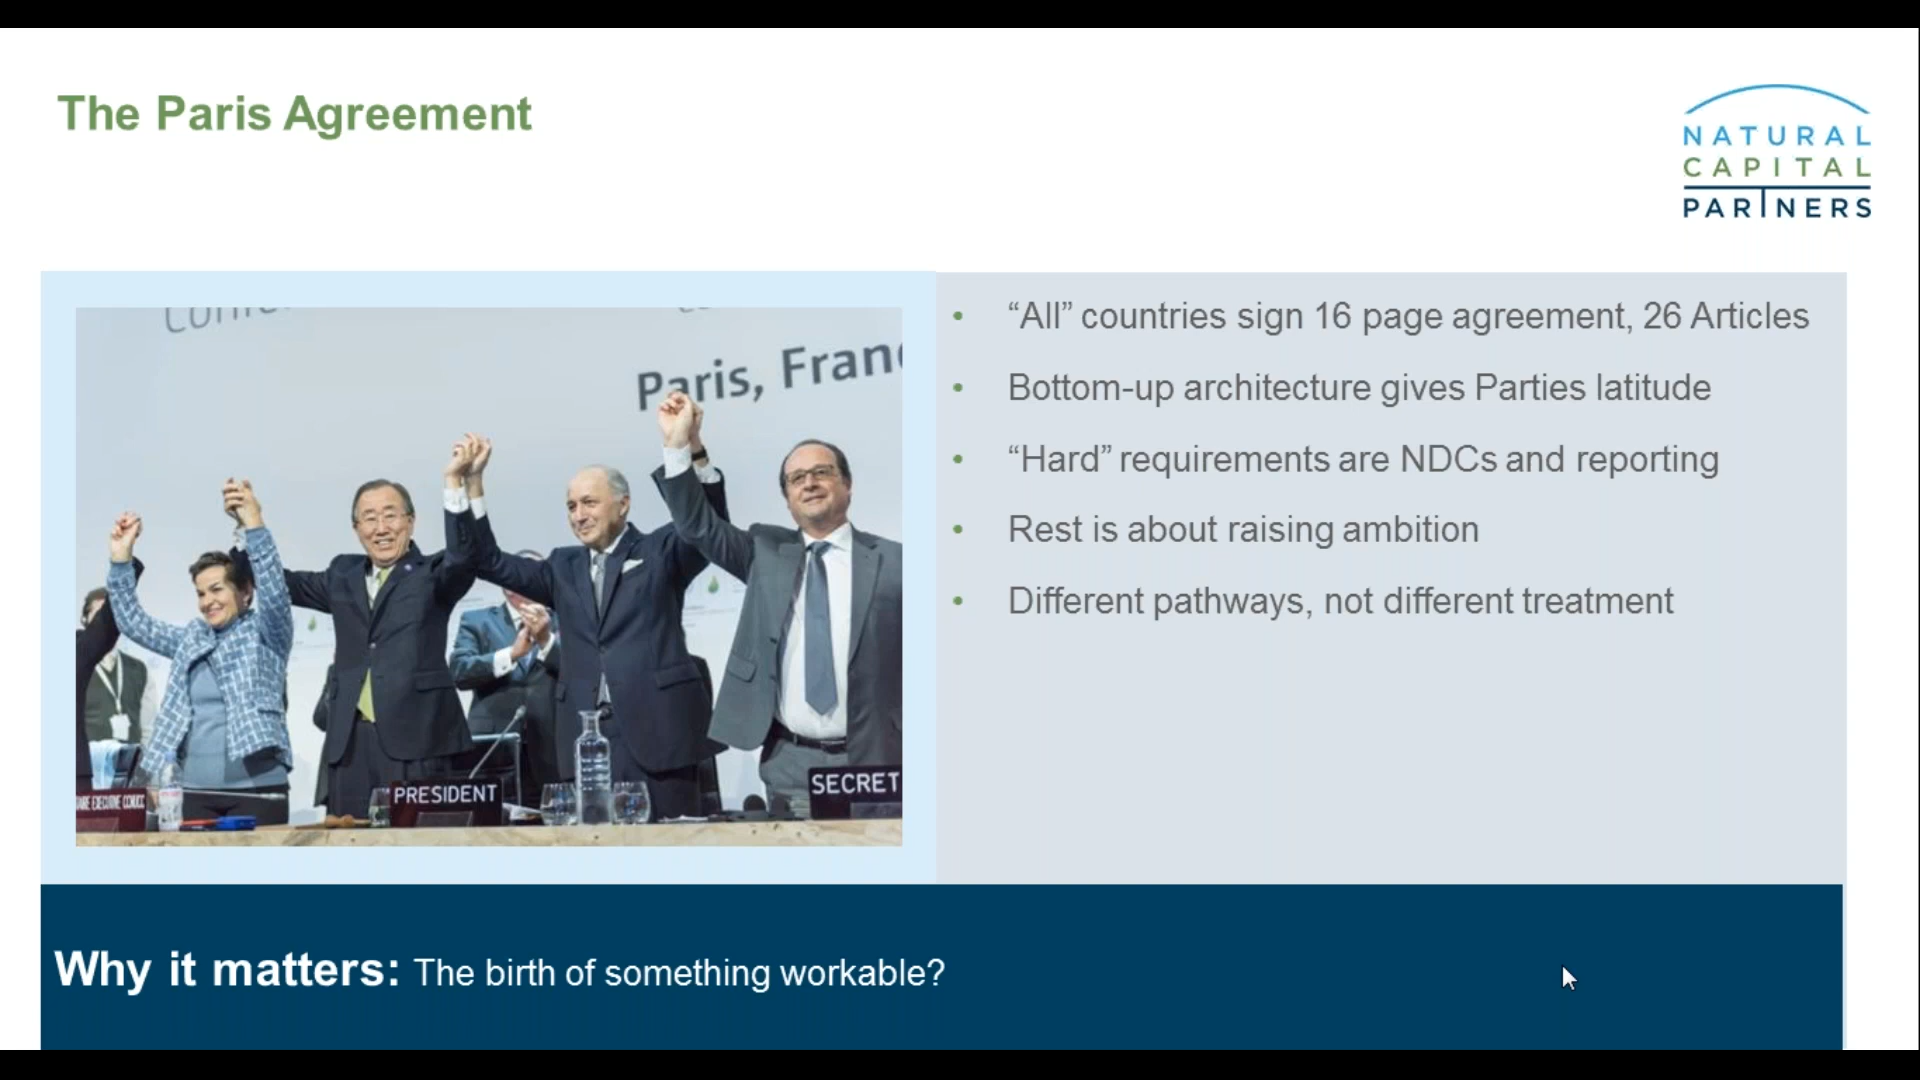 The Paris Agreement
NATURAL
CAPITAL
PARTNERS
Paris, Franc
PRESIDENT
SECRET
“All” countries sign 16 page agreement, 26 Articles
Bottom-up architecture gives Parties latitude
“Hard” requirements are NDCs and reporting
Rest is about raising ambition
Different pathways, not different treatment
Why it matters: The birth of something workable?